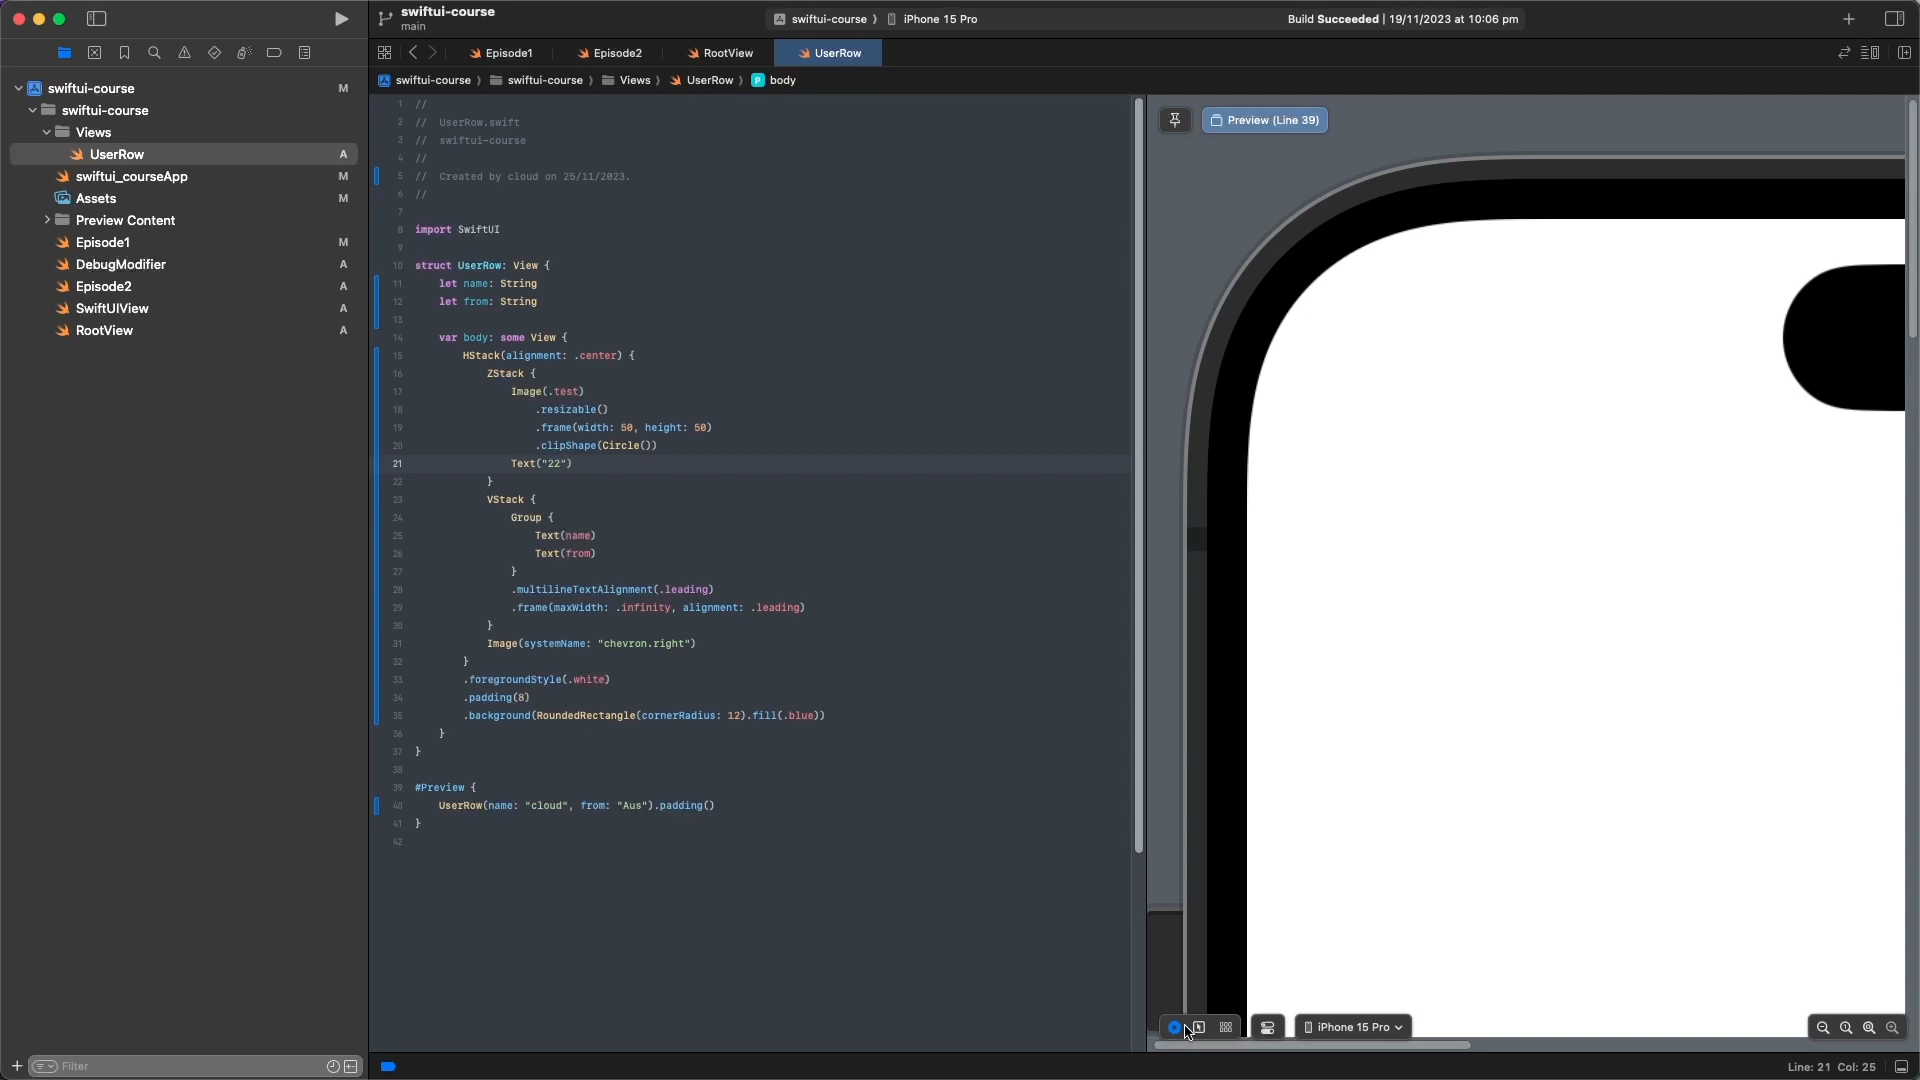 swiftui-course
main
swiftui-course ⟩ iPhone 15 Pro
Build Succeeded | 19/11/2023 at 10:06 pm
Episode1
Episode2
RootView
UserRow
swiftui-course ⟩ swiftui-course ⟩ Views ⟩ UserRow ⟩ P body
swiftui-course M
swiftui-course
Views
UserRow A
swiftui_courseApp M
Assets M
Preview Content
Episode1 M
DebugModifier A
Episode2 A
SwiftUIView A
RootView A
Filter
1 //
2 //  UserRow.swift
3 //  swiftui-course
4 //
5 //  Created by cloud on 25/11/2023.
6 //
7
8 import SwiftUI
9
10 struct UserRow: View {
11     let name: String
12     let from: String
13
14     var body: some View {
15         HStack(alignment: .center) {
16             ZStack {
17                 Image(.test)
18                     .resizable()
19                     .frame(width: 50, height: 50)
20                     .clipShape(Circle())
21                 Text("22")
22             }
23             VStack {
24                 Group {
25                     Text(name)
26                     Text(from)
27                 }
28                 .multilineTextAlignment(.leading)
29                 .frame(maxWidth: .infinity, alignment: .leading)
30             }
31             Image(systemName: "chevron.right")
32         }
33         .foregroundStyle(.white)
34         .padding(8)
35         .background(RoundedRectangle(cornerRadius: 12).fill(.blue))
36     }
37 }
38
39 #Preview {
40     UserRow(name: "cloud", from: "Aus").padding()
41 }
42
Preview (Line 39)
iPhone 15 Pro
Line: 21 Col: 25